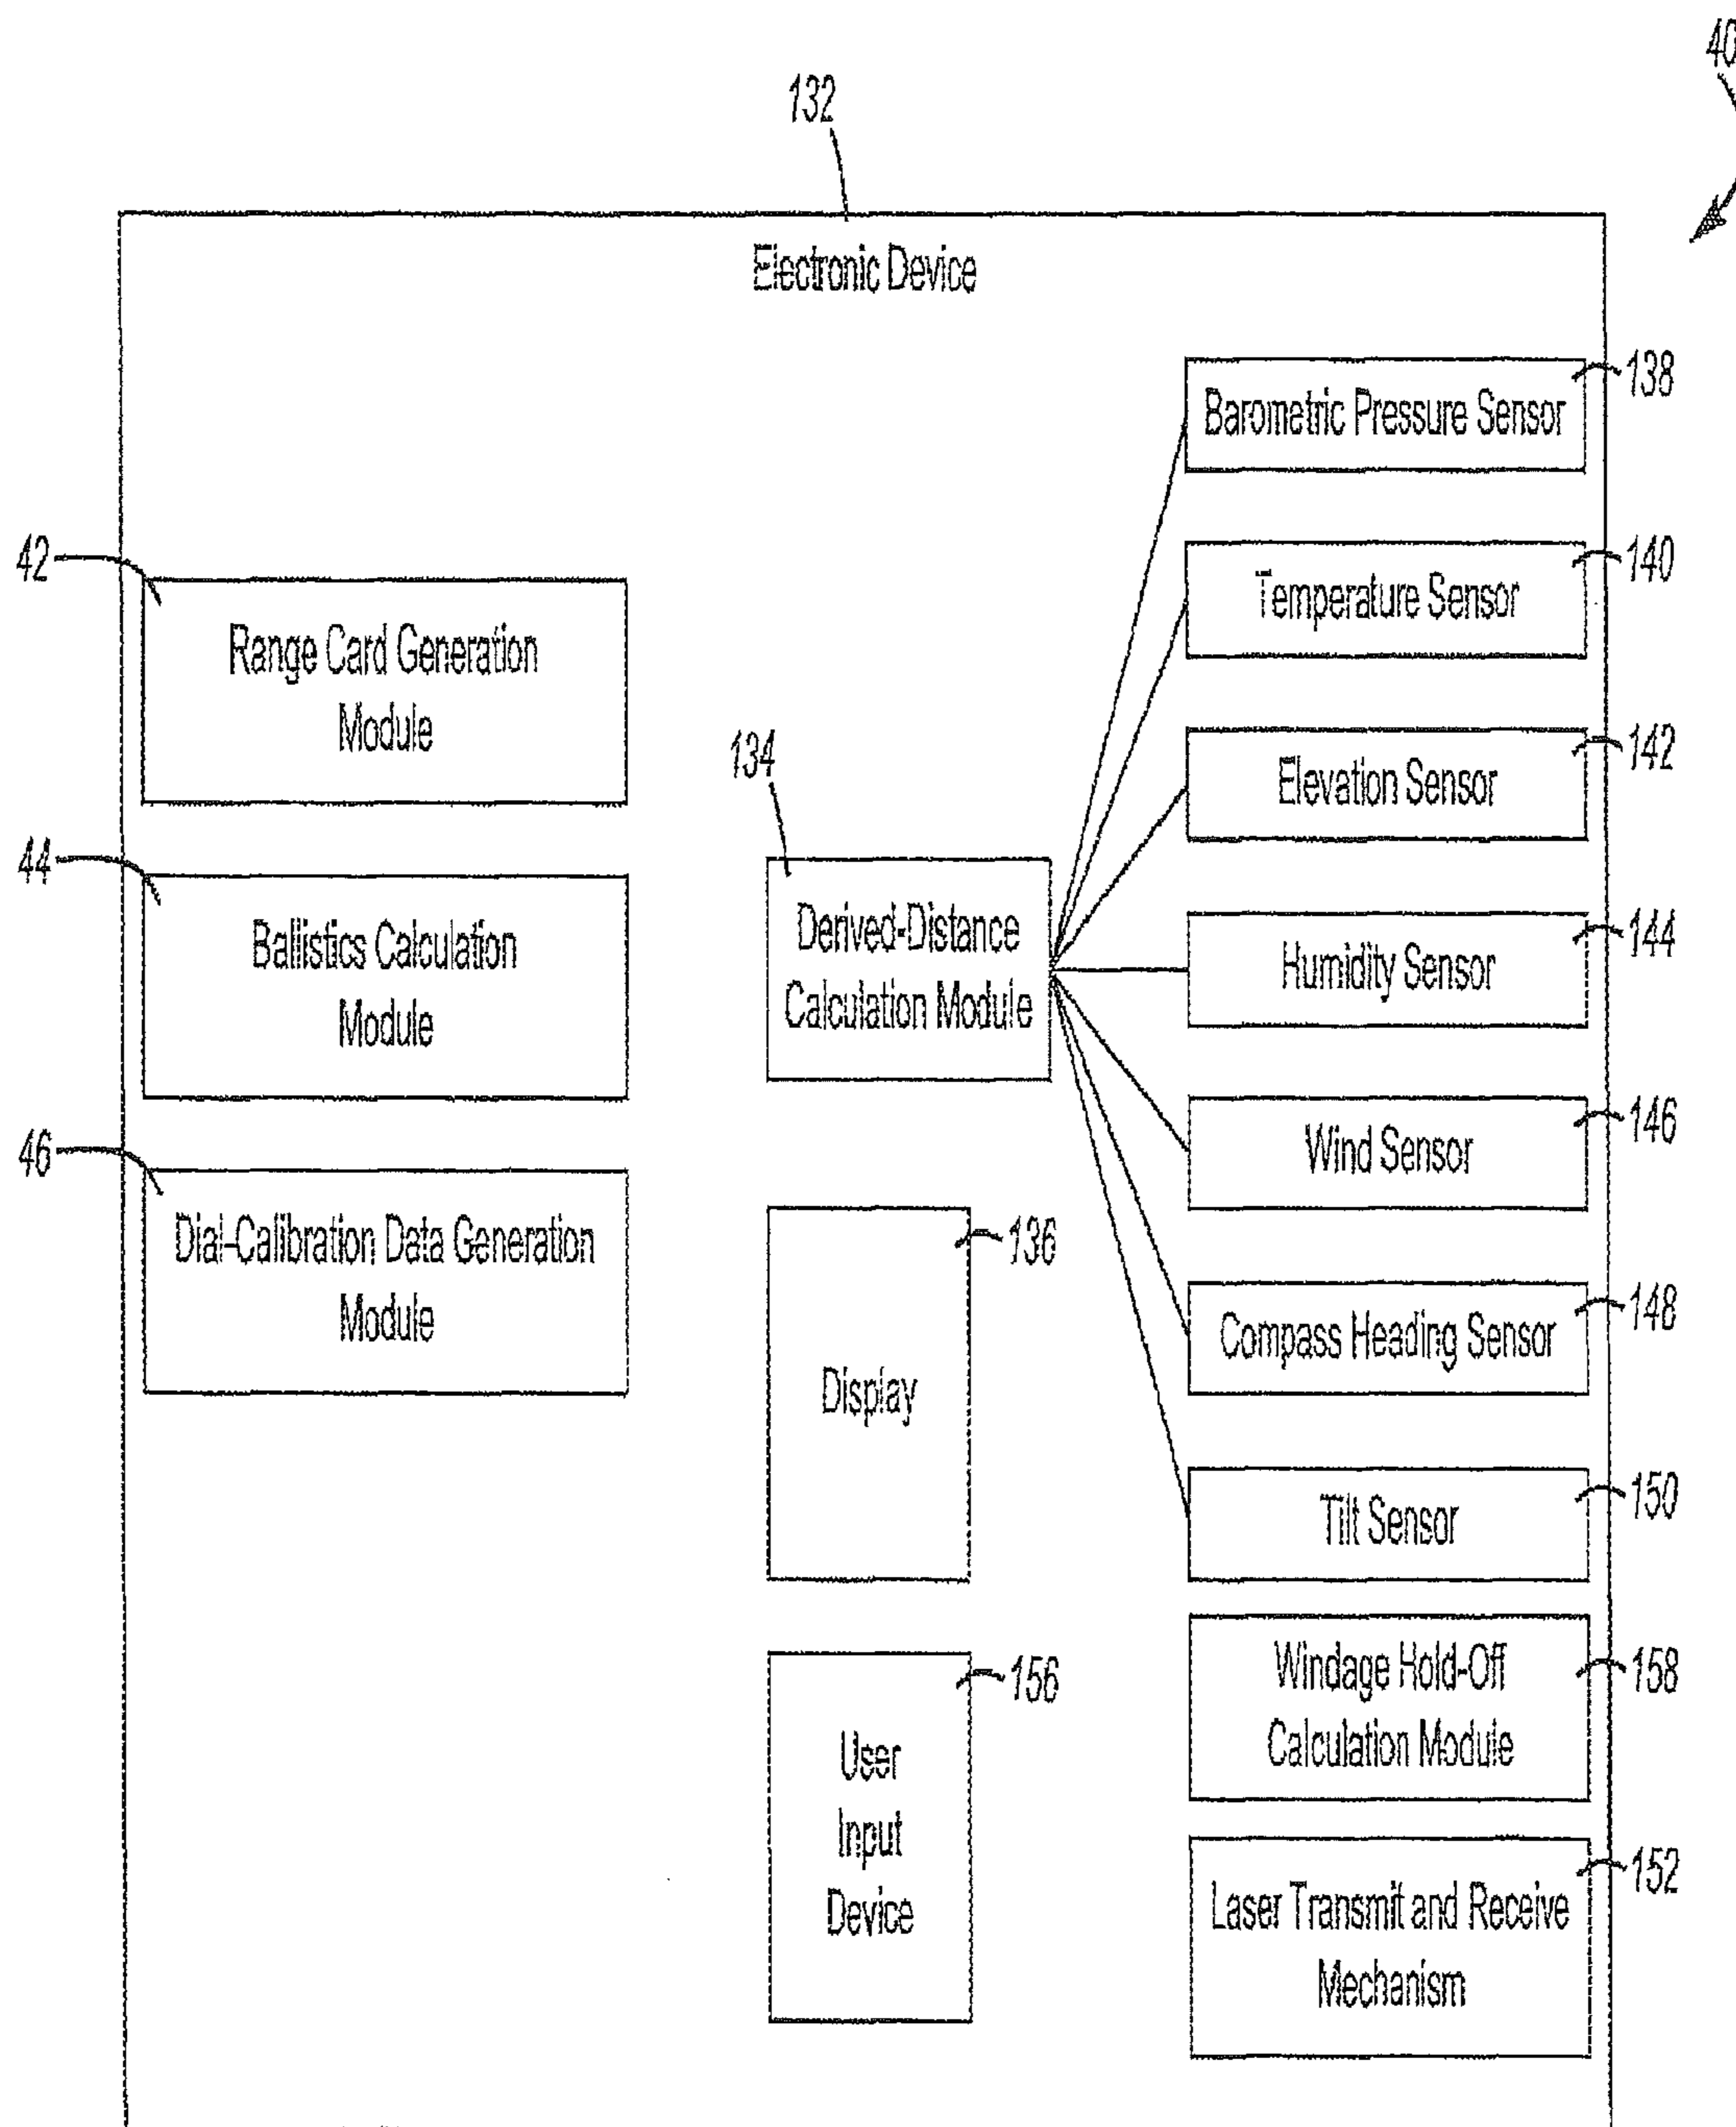 40
132
Electronic Device
138
Barometric Pressure Sensor
42
140
Temperature Sensor
Range Card Generation
Module
134
142
Elevation Sensor
44
Derived-Distance
Calculation Module
144
Humidity Sensor
Ballistics Calculation
Module
46
146
Wind Sensor
136
Dial-Calibration Data Generation
Module
148
Compass Heading Sensor
Display
150
Tilt Sensor
156
158
Windage Hold-Off
Calculation Module
User
Input
Device
152
Laser Transmit and Receive
Mechanism